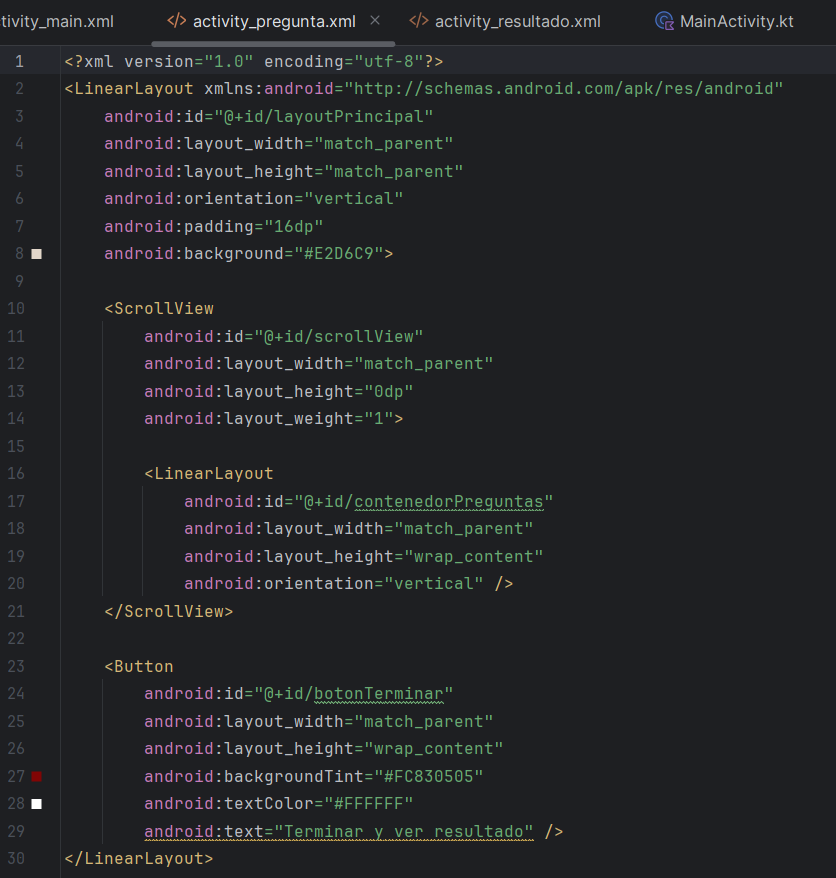 tivity_main.xml </> activity_pregunta.xml × </> activity_resultado.xml MainActivity.kt
1 <?xml version="1.0" encoding="utf-8"?>
2 <LinearLayout xmlns:android="http://schemas.android.com/apk/res/android"
3 android:id="@+id/layoutPrincipal"
4 android:layout_width="match_parent"
5 android:layout_height="match_parent"
6 android:orientation="vertical"
7 android:padding="16dp"
8 android:background="#E2D6C9">
9
10 <ScrollView
11 android:id="@+id/scrollView"
12 android:layout_width="match_parent"
13 android:layout_height="0dp"
14 android:layout_weight="1">
15
16 <LinearLayout
17 android:id="@+id/contenedorPreguntas"
18 android:layout_width="match_parent"
19 android:layout_height="wrap_content"
20 android:orientation="vertical" />
21 </ScrollView>
22
23 <Button
24 android:id="@+id/botonTerminar"
25 android:layout_width="match_parent"
26 android:layout_height="wrap_content"
27 android:backgroundTint="#FC830505"
28 android:textColor="#FFFFFF"
29 android:text="Terminar y ver resultado" />
30 </LinearLayout>